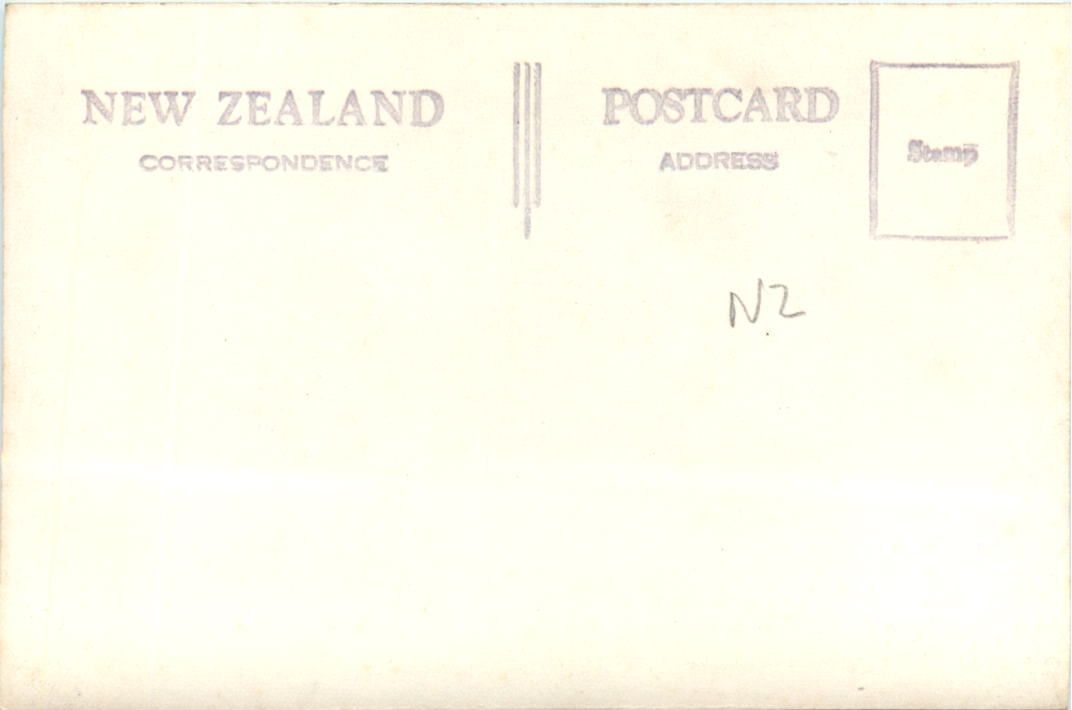 NEW ZEALAND
CORRESPONDENCE
POSTCARD
ADDRESS
Stamp
NZ